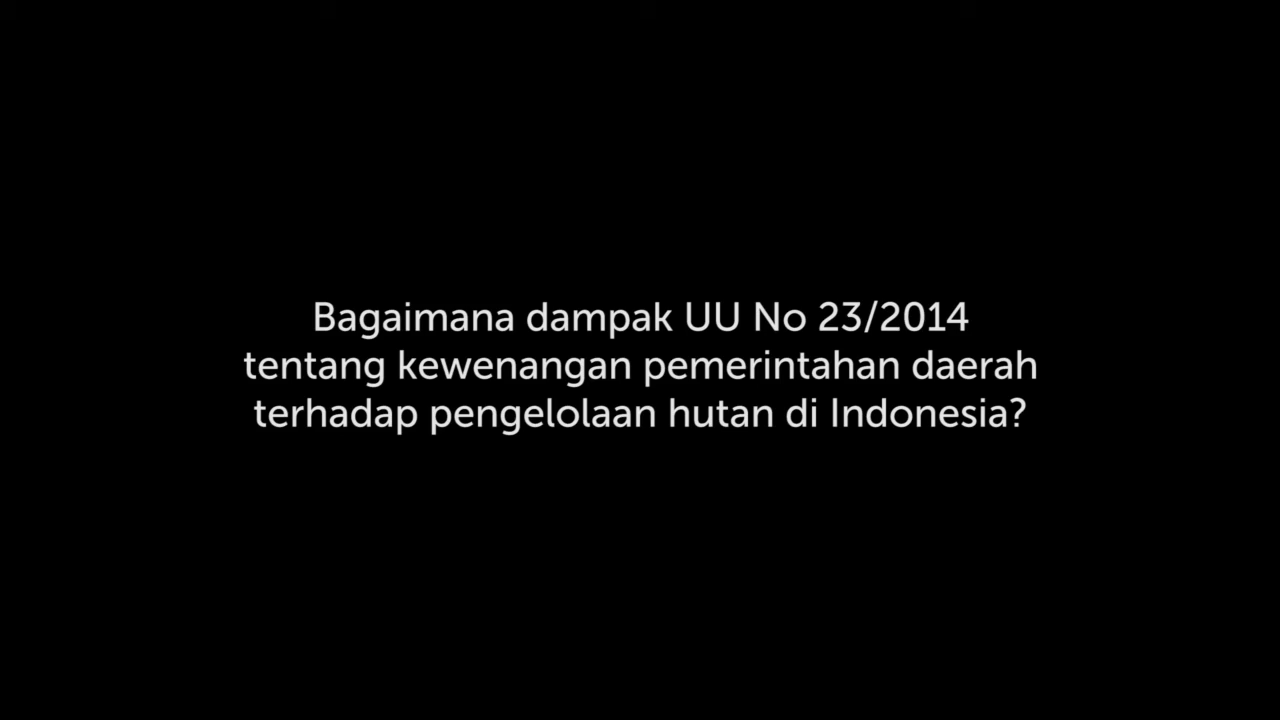 Bagaimana dampak UU No 23/2014
tentang kewenangan pemerintahan daerah
terhadap pengelolaan hutan di Indonesia?